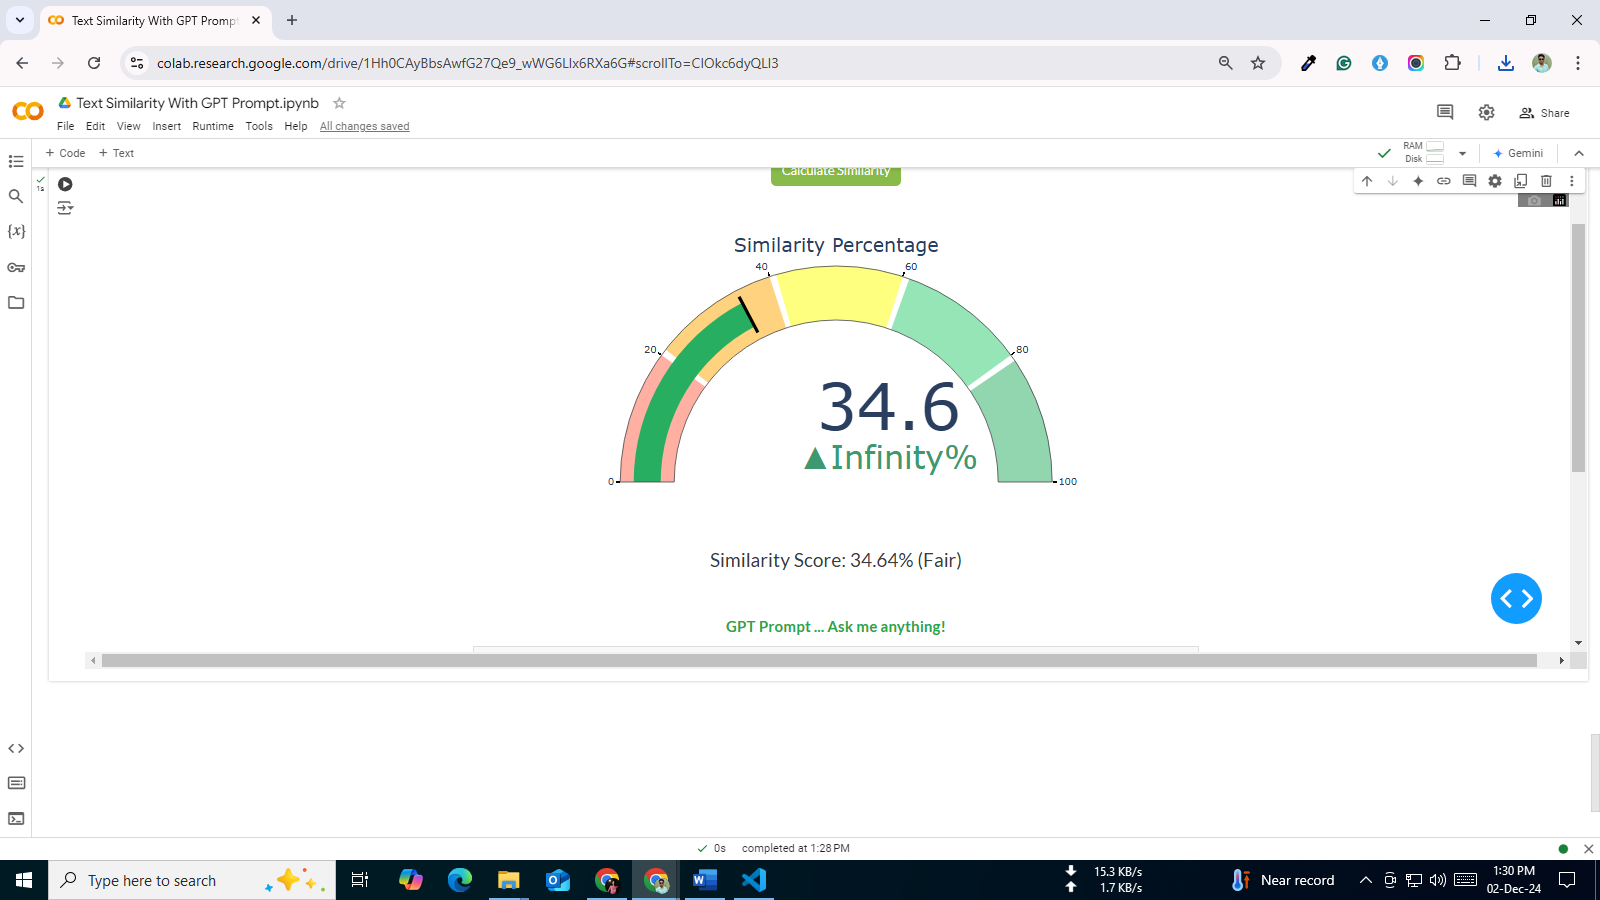 Text Similarity With GPT Promp
colab.research.google.com/drive/1Hh0CAyBbsAwfG27Qe9_wWG6Llx6RXa6G#scrollTo=ClOkc6dyQLI3
Text Similarity With GPT Prompt.ipynb
Share
File Edit View Insert Runtime Tools Help All changes saved
+ Code + Text
RAM
Disk
Gemini
1s
Calculate Similarity
{x}
Similarity Percentage
0
20
40
60
80
100
34.6
▲Infinity%
Similarity Score: 34.64% (Fair)
GPT Prompt ... Ask me anything!
0s completed at 1:28 PM
Type here to search
15.3 KB/s
1.7 KB/s
Near record
1:30 PM
02-Dec-24